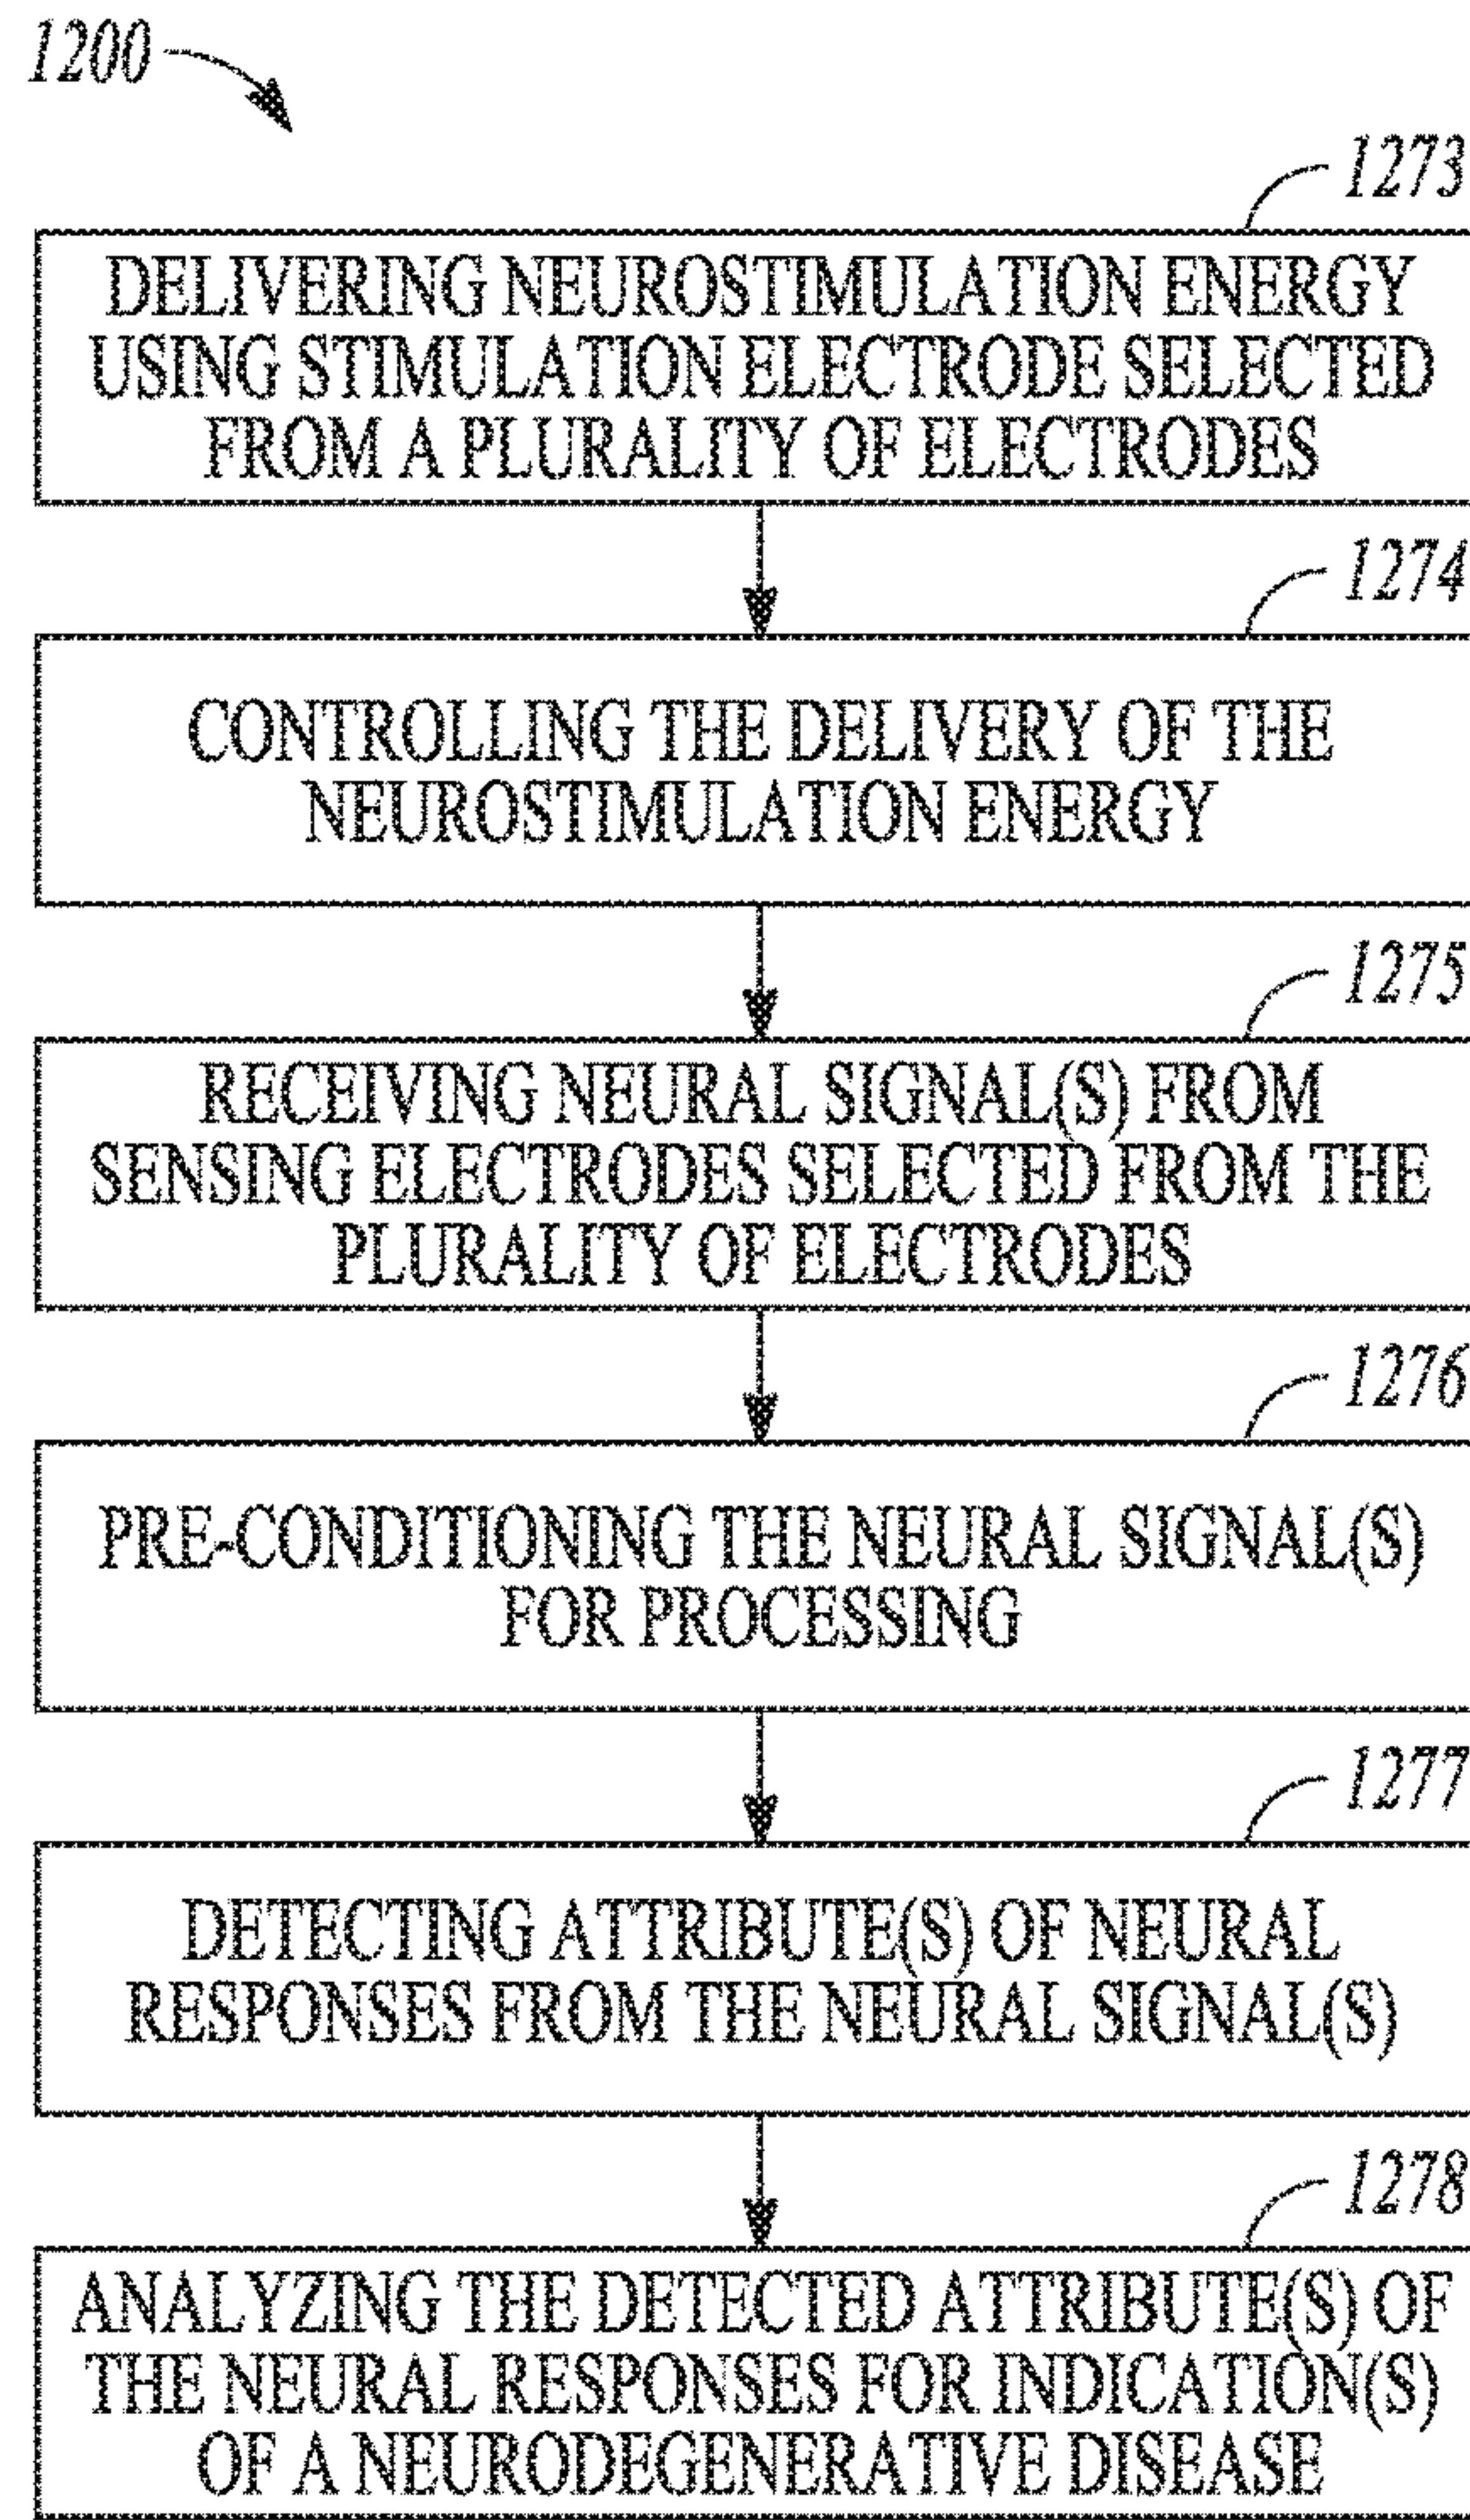 1200
1273
DELIVERING NEUROSTIMULATION ENERGY
USING STIMULATION ELECTRODE SELECTED
FROM A PLURALITY OF ELECTRODES
1274
CONTROLLING THE DELIVERY OF THE
NEUROSTIMULATION ENERGY
1275
RECEIVING NEURAL SIGNAL(S) FROM
SENSING ELECTRODES SELECTED FROM THE
PLURALITY OF ELECTRODES
1276
PRE-CONDITIONING THE NEURAL SIGNAL(S)
FOR PROCESSING
1277
DETECTING ATTRIBUTE(S) OF NEURAL
RESPONSES FROM THE NEURAL SIGNAL(S)
1278
ANALYZING THE DETECTED ATTRIBUTE(S) OF
THE NEURAL RESPONSES FOR INDICATION(S)
OF A NEURODEGENERATIVE DISEASE